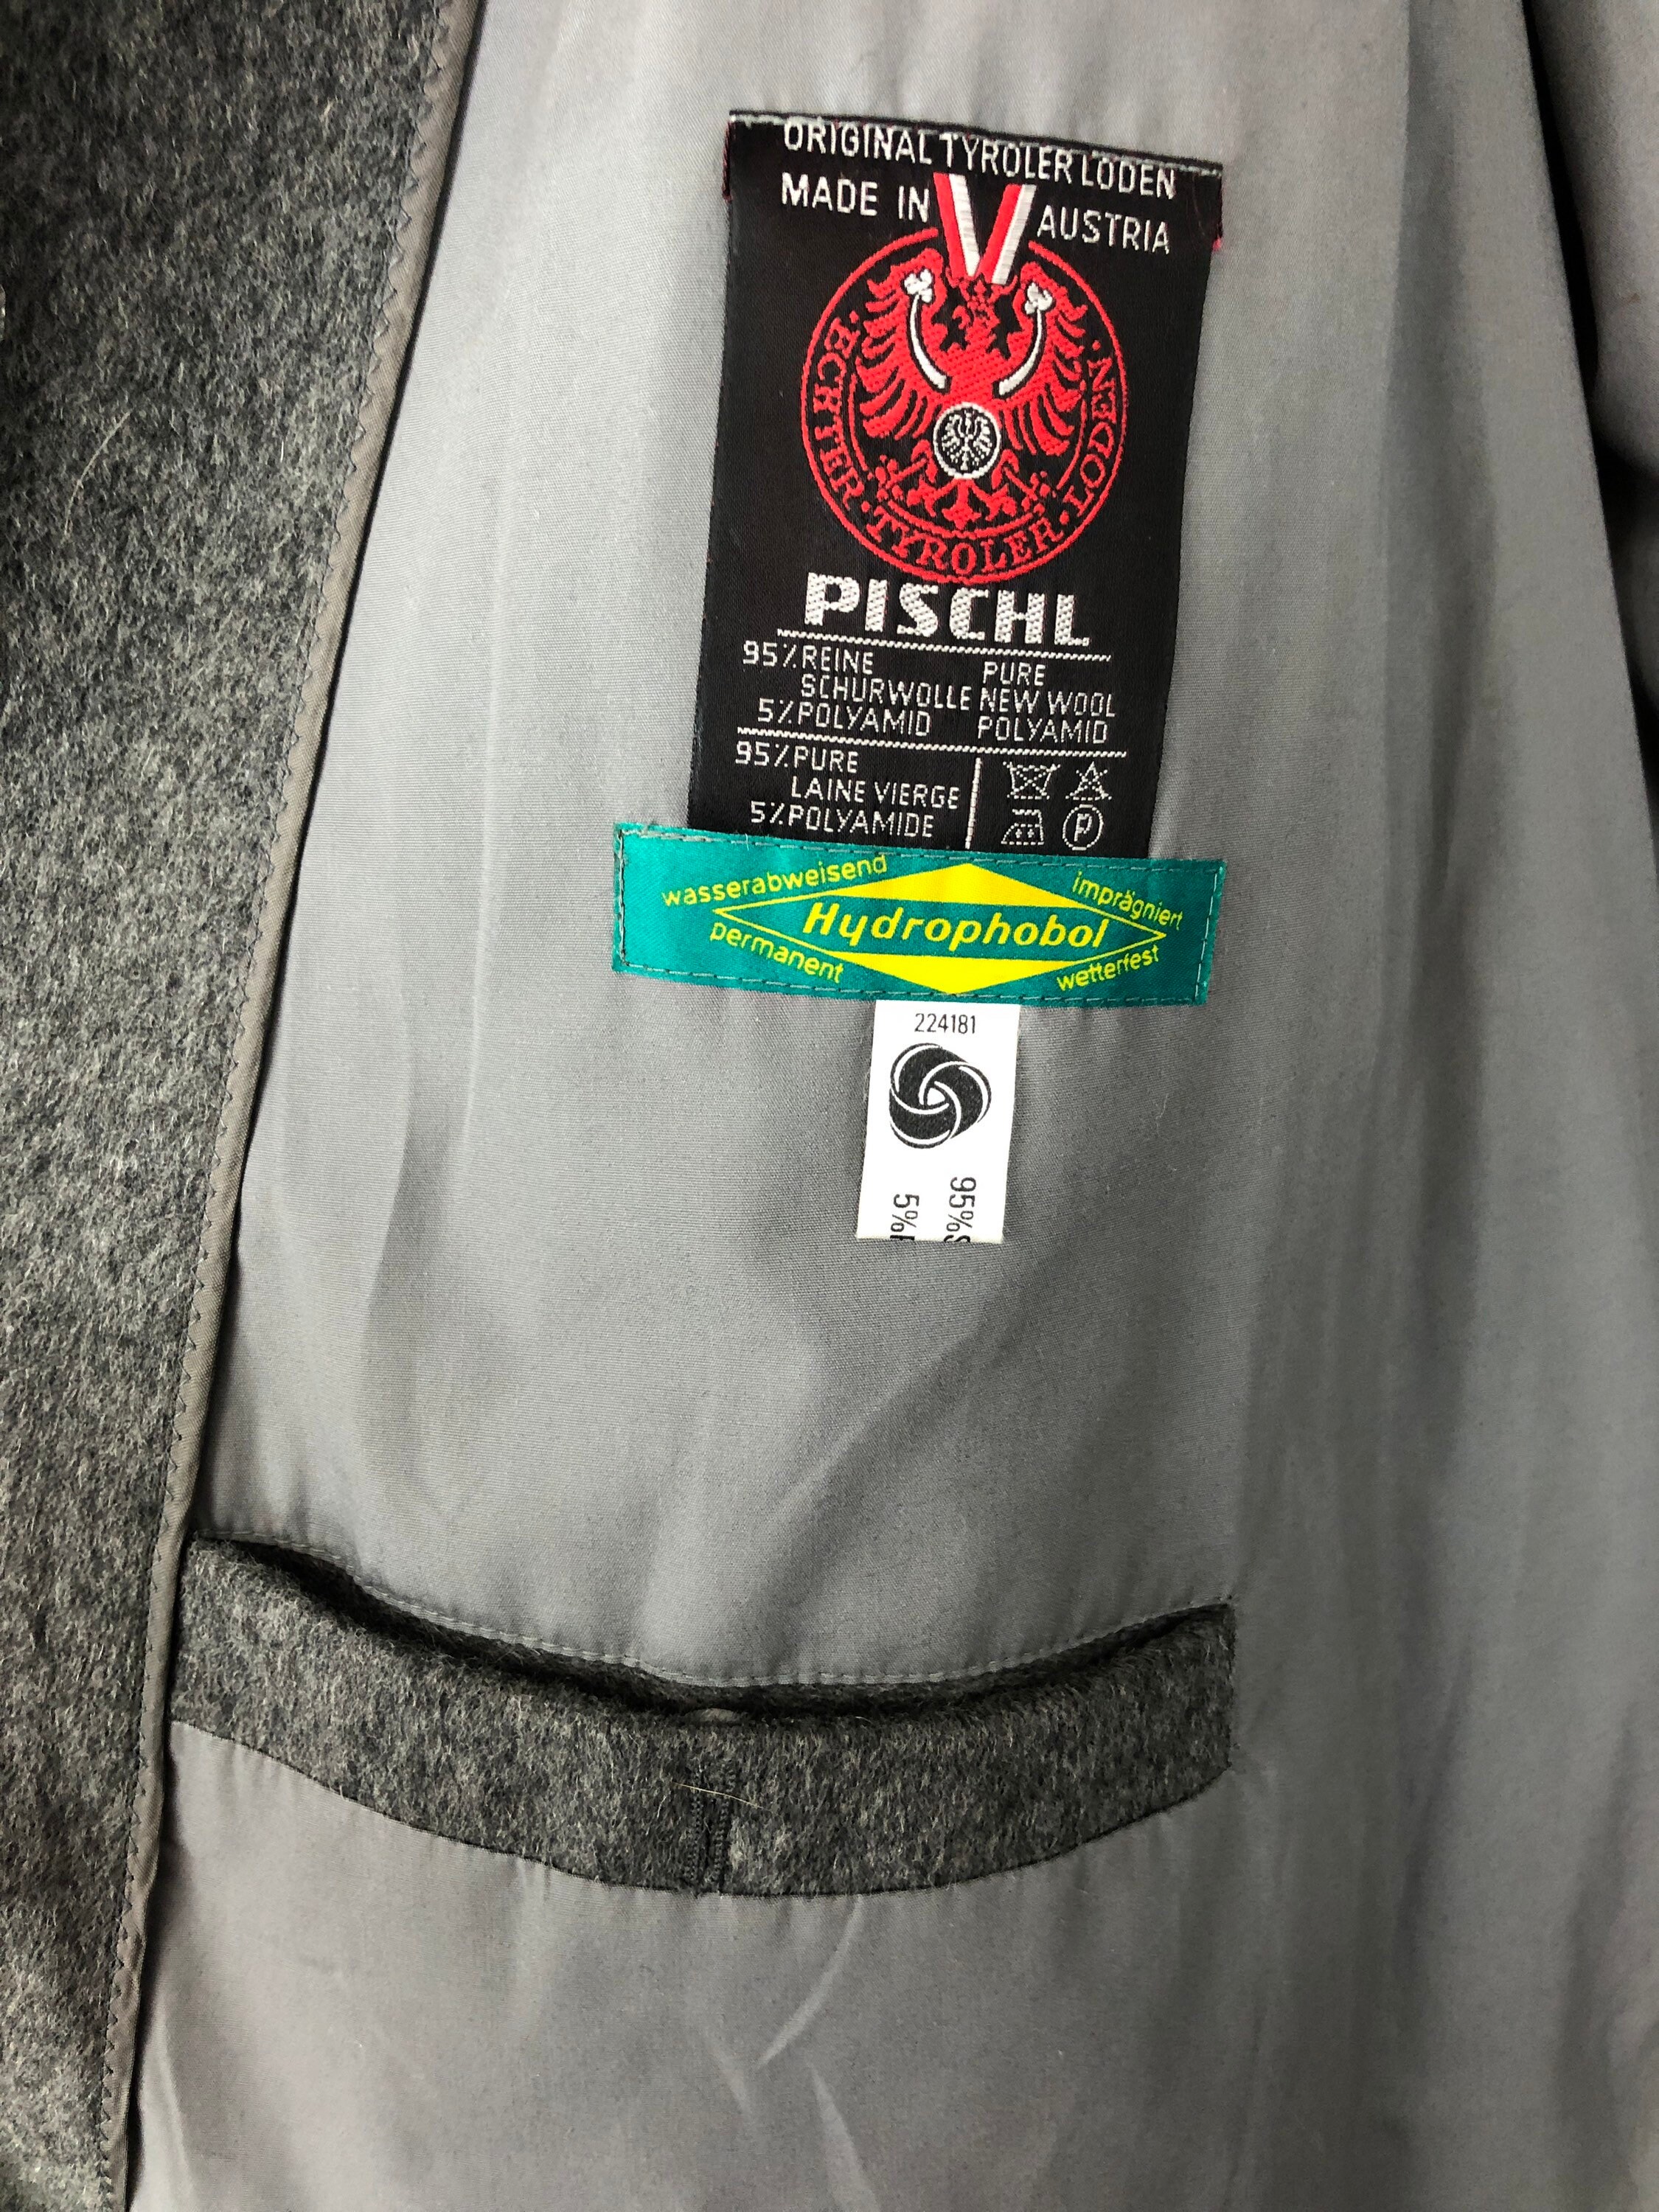 ORIGINAL TYROLER LODEN
MADE IN AUSTRIA
· ECHTER · TYROLER · LODEN ·
PISCHL
95% REINE SCHURWOLLE PURE NEW WOOL
5% POLYAMID POLYAMID
95% PURE LAINE VIERGE
5% POLYAMIDE
P
wasserabweisend imprägniert
Hydrophobol
permanent wetterfest
224181
95%
5%